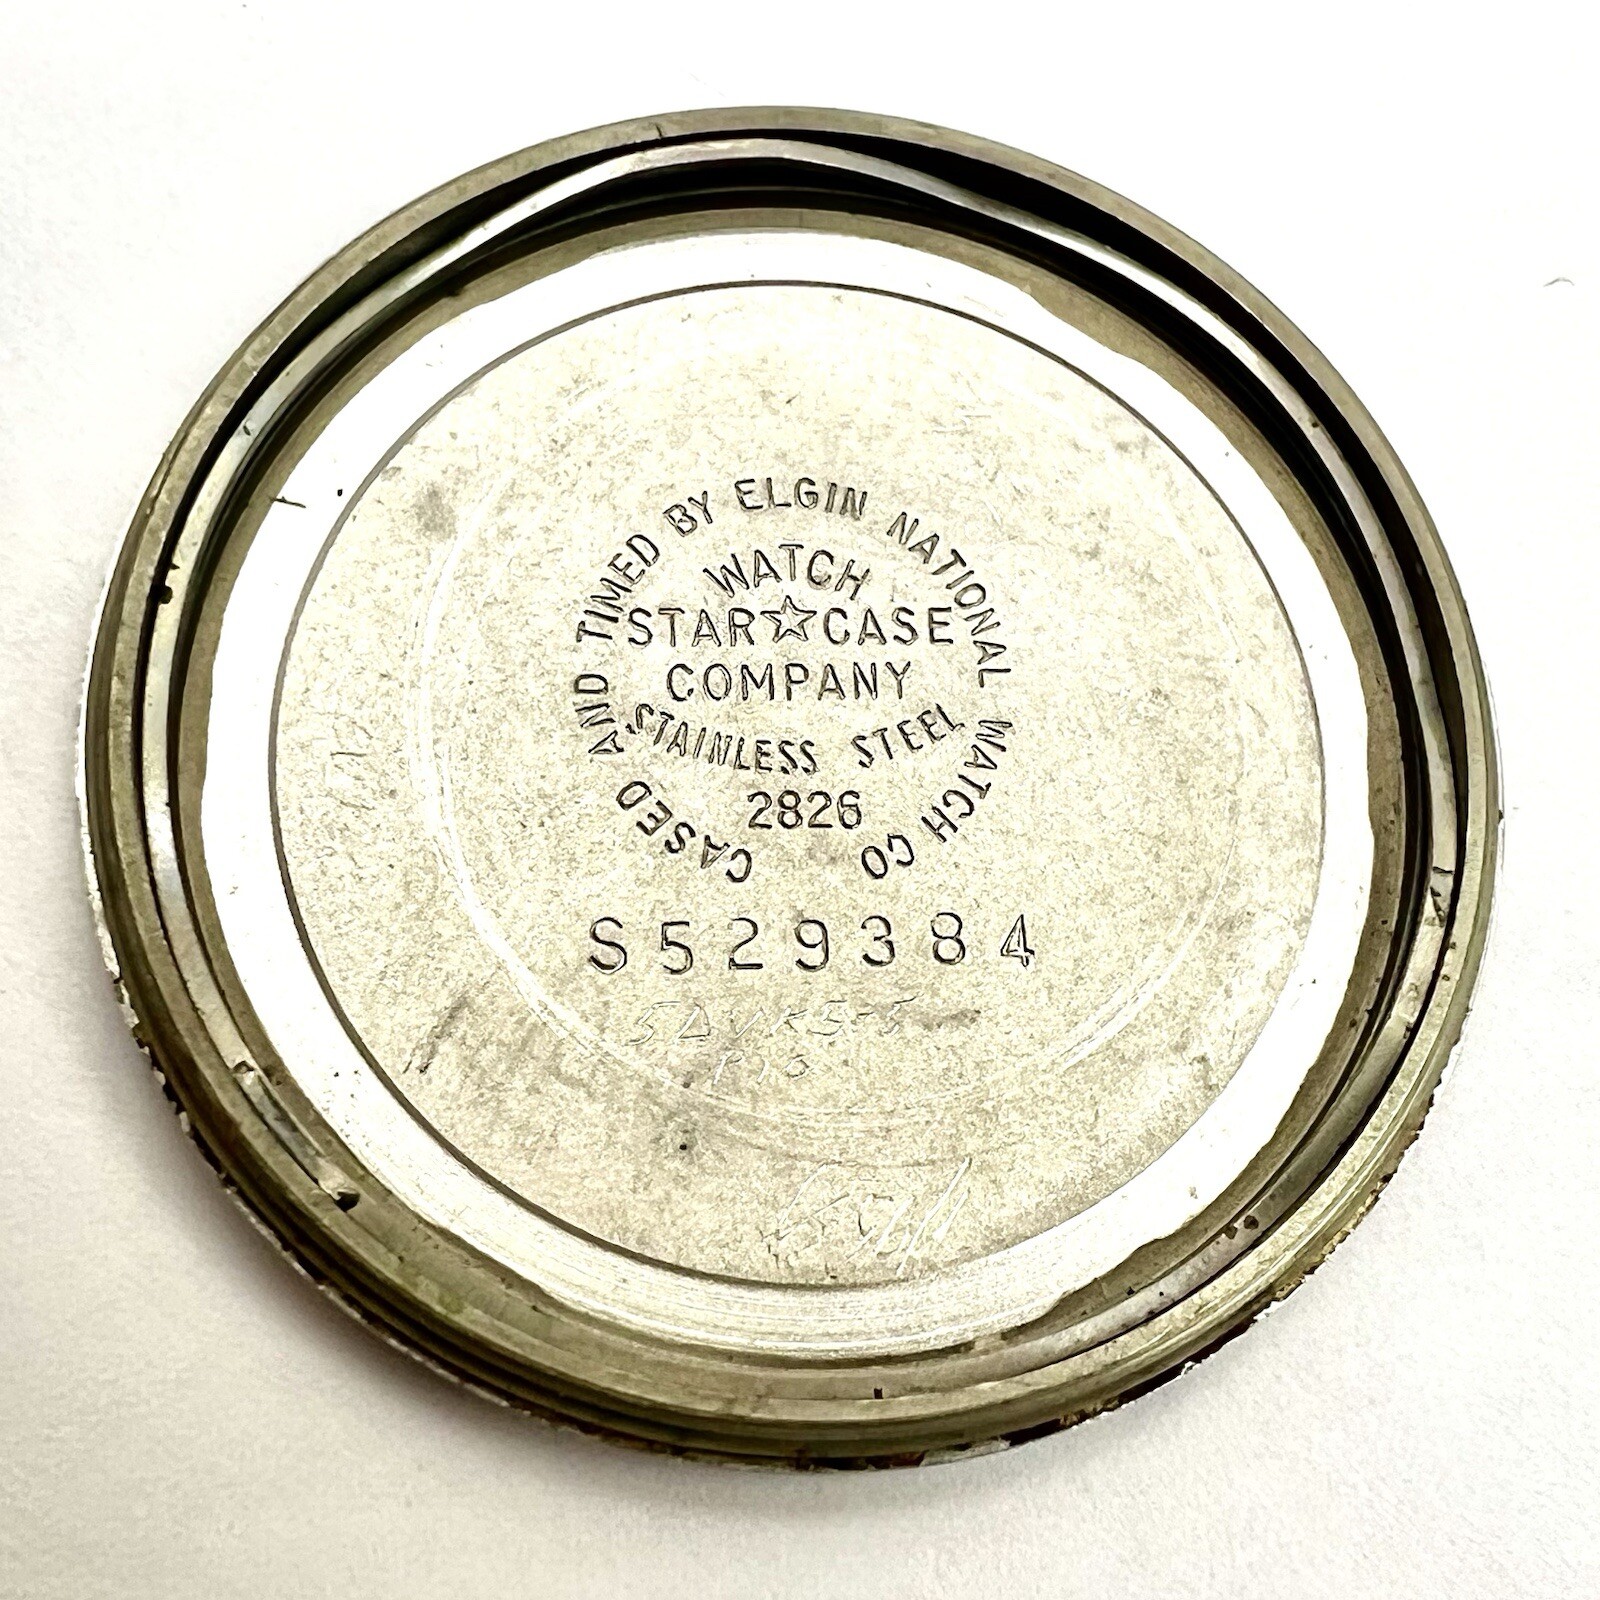 CASED AND TIMED BY ELGIN NATIONAL WATCH CO
WATCH
STAR☆CASE
COMPANY
STAINLESS STEEL
2826
S529384